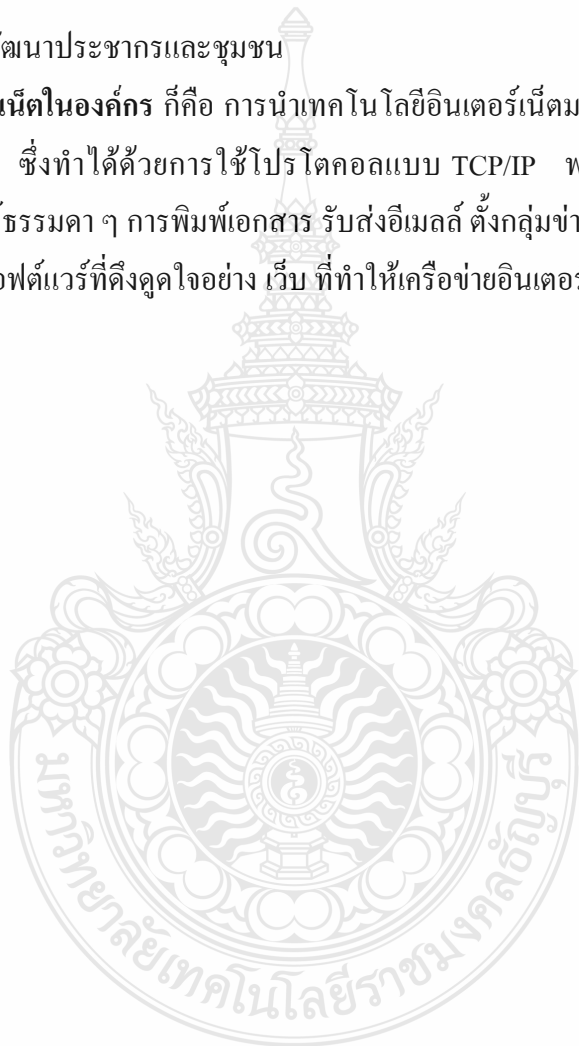 ัฒนาประชากรและชุมชน
เน็ตในองค์กร ก็คือ การนำเทคโนโลยีอินเตอร์เน็ตม
ซึ่งทำได้ด้วยการใช้โปรโตคอลแบบ TCP/IP พ
์ธรรมดา ๆ การพิมพ์เอกสาร รับส่งอีเมลล์ ตั้งกลุ่มข่า
อฟต์แวร์ที่ดึงดูดใจอย่าง เว็บ ที่ทำให้เครือข่ายอินเตอร
มหาวิทยาลัยเทคโนโลยีราชมงคลธัญบุรี